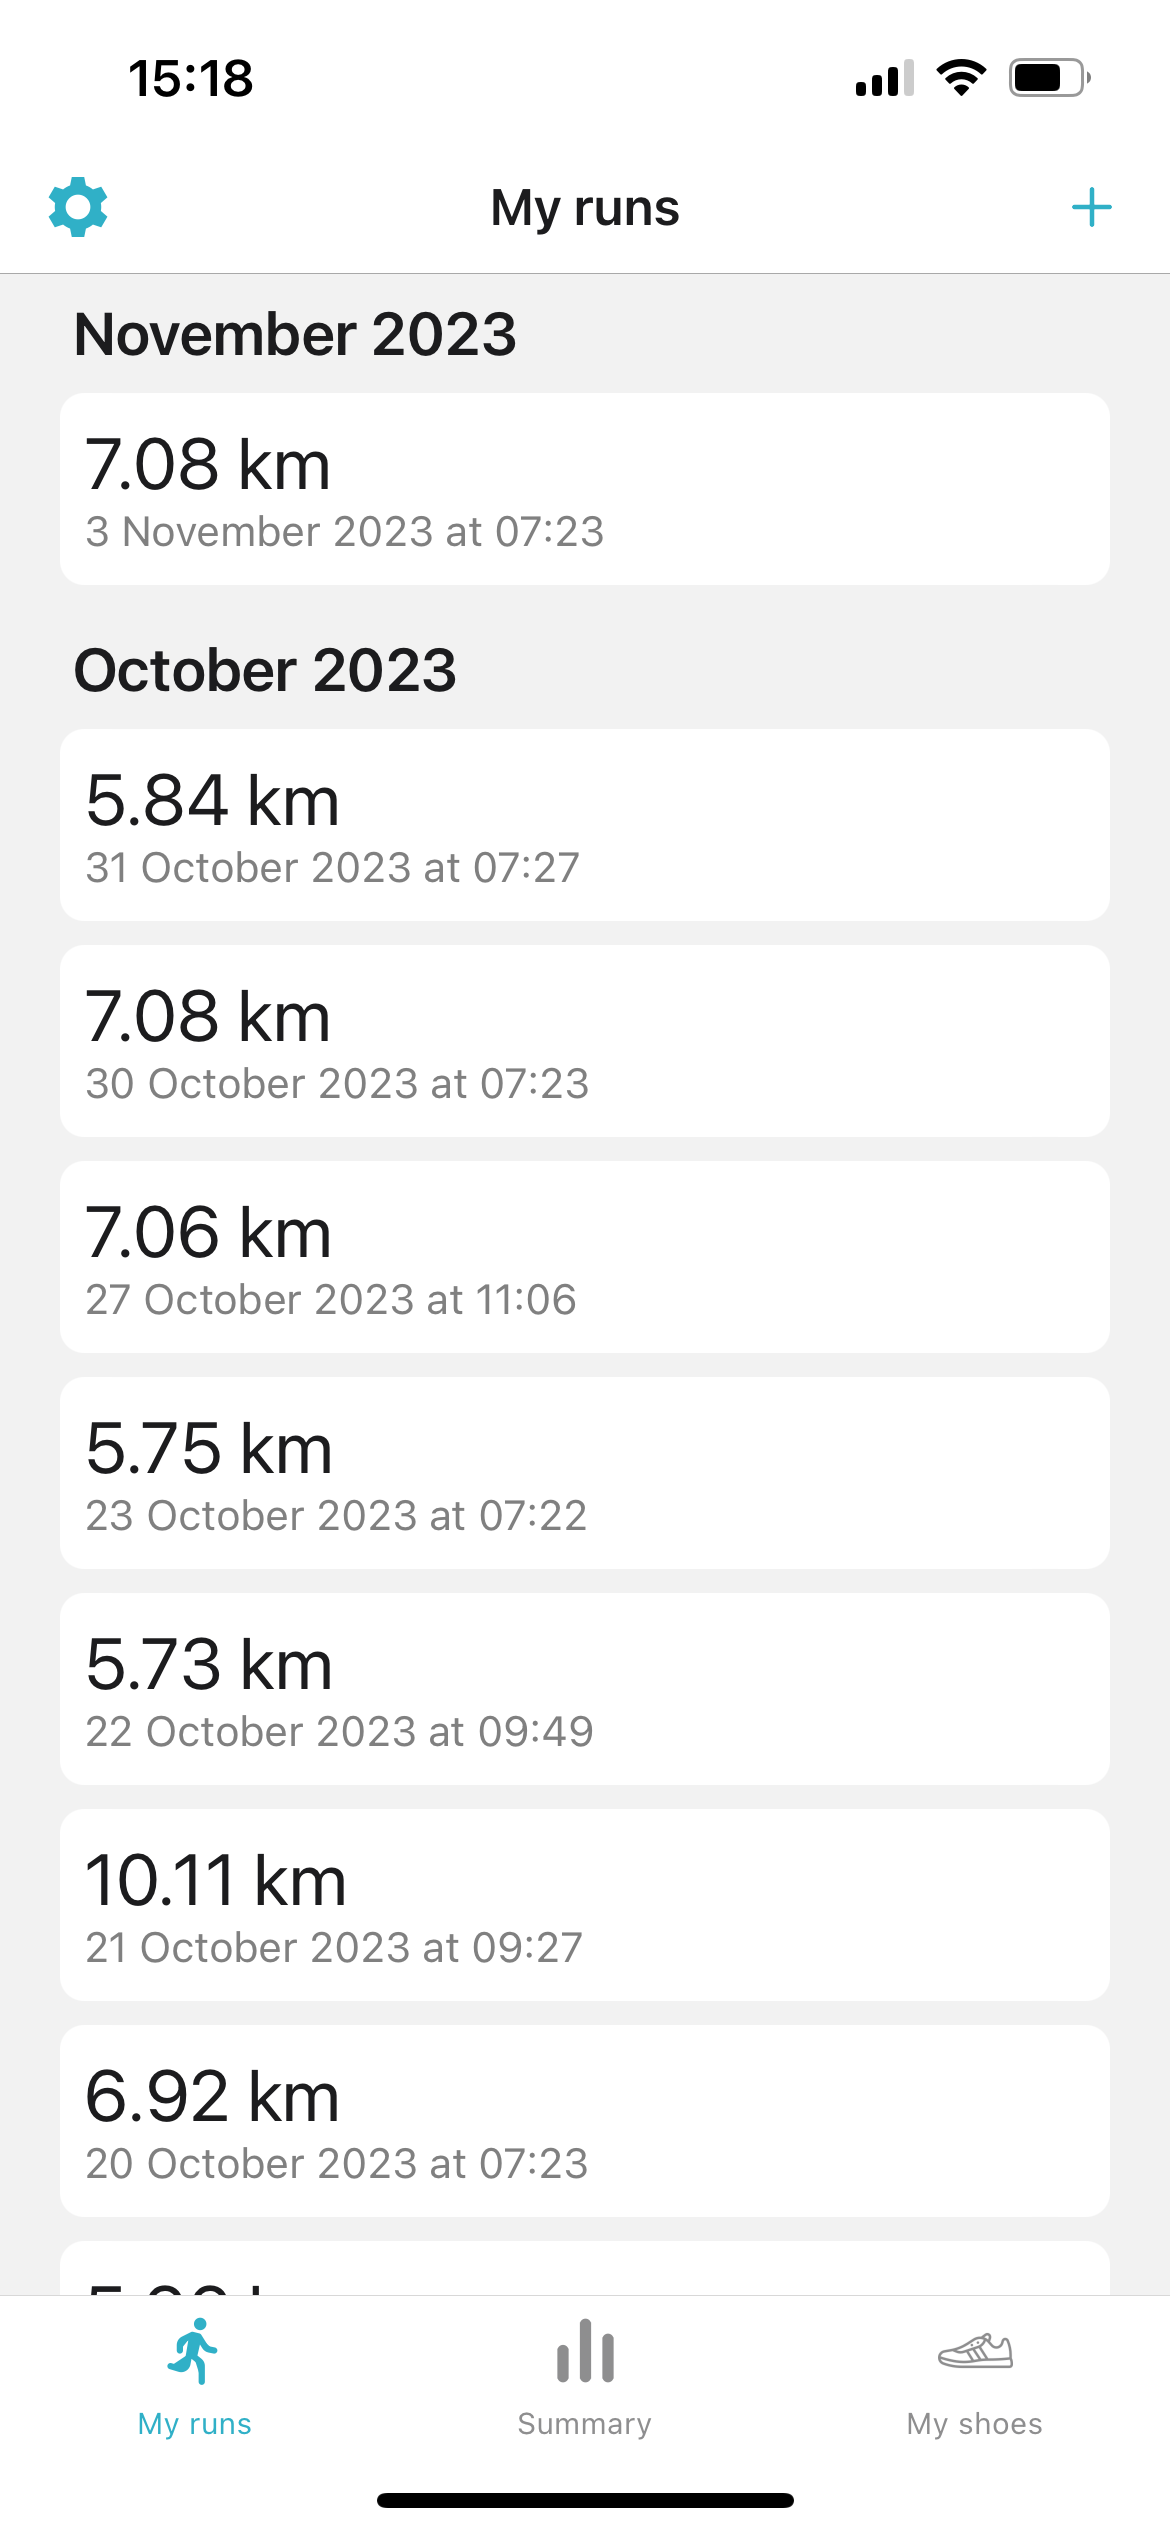 15:18
My runs
November 2023
7.08 km
3 November 2023 at 07:23
October 2023
5.84 km
31 October 2023 at 07:27
7.08 km
30 October 2023 at 07:23
7.06 km
27 October 2023 at 11:06
5.75 km
23 October 2023 at 07:22
5.73 km
22 October 2023 at 09:49
10.11 km
21 October 2023 at 09:27
6.92 km
20 October 2023 at 07:23
My runs
Summary
My shoes